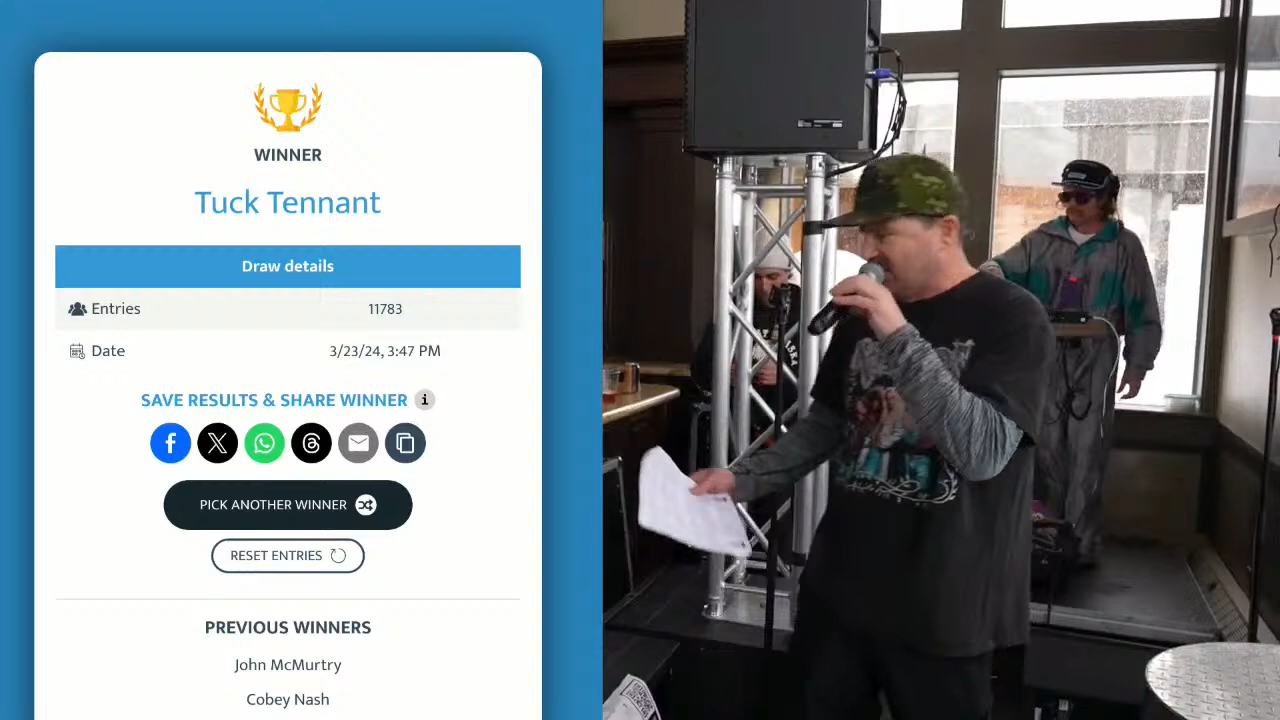 WINNER
Tuck Tennant
Draw details
Entries 11783
Date 3/23/24, 3:47 PM
SAVE RESULTS & SHARE WINNER i
PICK ANOTHER WINNER
RESET ENTRIES
PREVIOUS WINNERS
John McMurtry
Cobey Nash